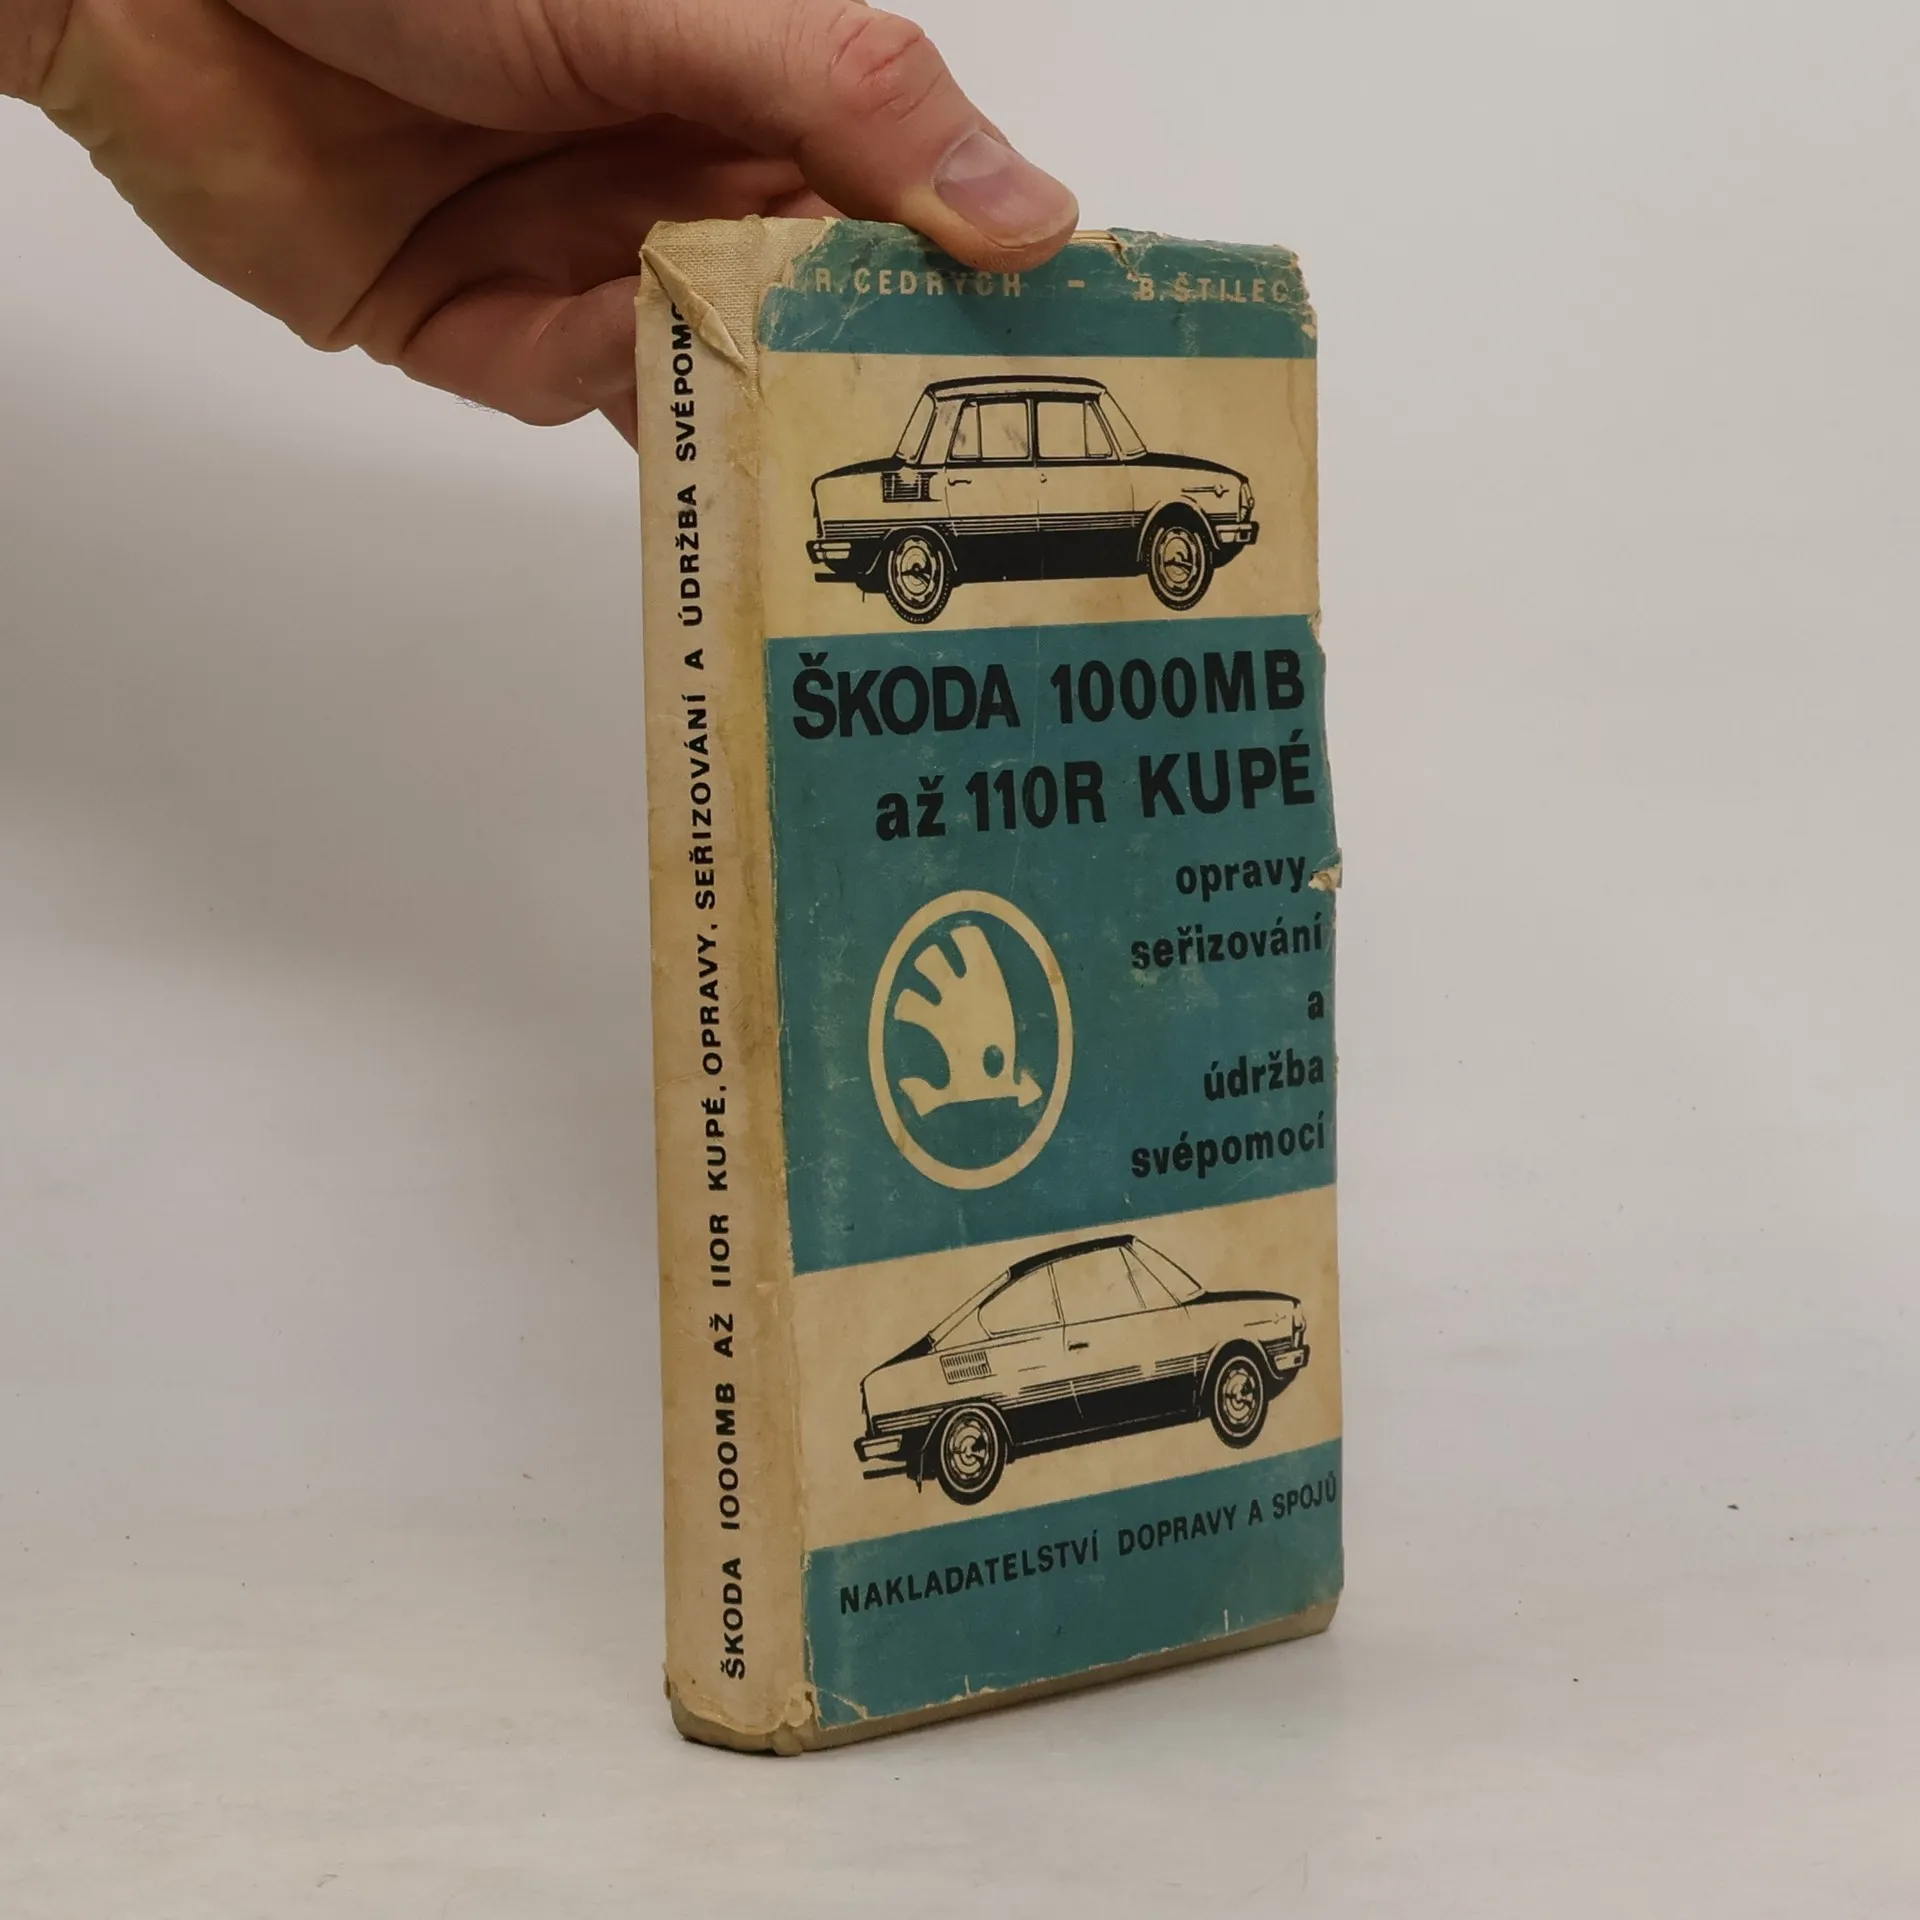 ŠKODA 1000MB AŽ 110R KUPÉ, OPRAVY, SEŘIZOVÁNÍ A ÚDRŽBA
R. CEDRYCH - B. ŠTILEC
ŠKODA 1000MB
až 110R KUPÉ
opravy,
seřizování
a
údržba
svépomocí
NAKLADATELSTVÍ DOPRAVY A SPOJŮ